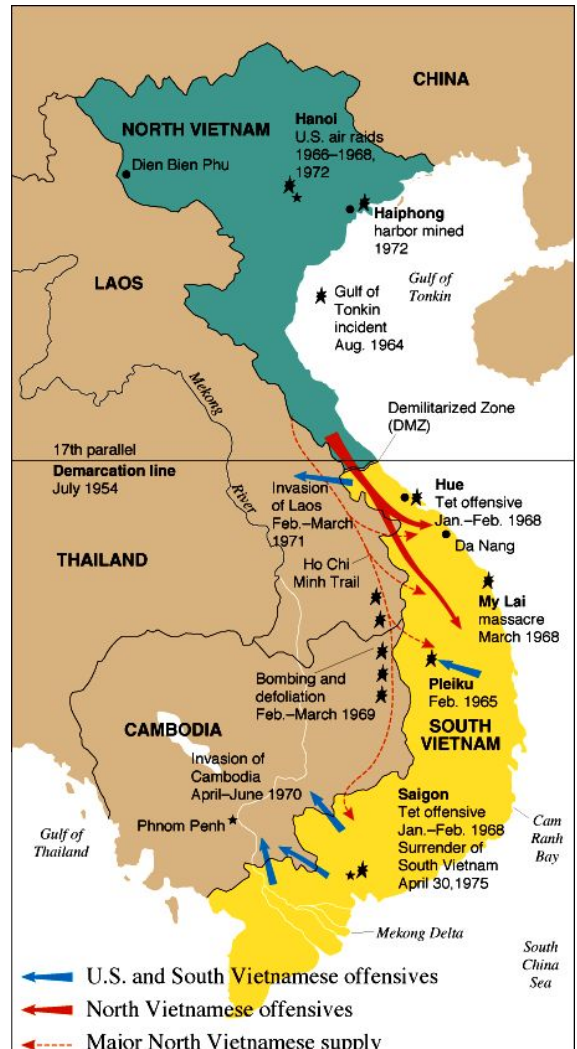 CHINA
NORTH VIETNAM
Hanoi
U.S. air raids
1966–1968,
1972
Dien Bien Phu
Haiphong
harbor mined
1972
LAOS
Gulf of
Tonkin
Gulf of
Tonkin
incident
Aug. 1964
Mekong
River
Demilitarized Zone
(DMZ)
17th parallel
Demarcation line
July 1954
Invasion
of Laos
Feb.–March
1971
Hue
Tet offensive
Jan.–Feb. 1968
Da Nang
THAILAND
Ho Chi
Minh Trail
My Lai
massacre
March 1968
Bombing and
defoliation
Feb.–March 1969
Pleiku
Feb. 1965
SOUTH
VIETNAM
CAMBODIA
Invasion of
Cambodia
April–June 1970
Phnom Penh
Saigon
Tet offensive
Jan.–Feb. 1968
Surrender of
South Vietnam
April 30, 1975
Cam
Ranh
Bay
Gulf of
Thailand
Mekong Delta
South
China
Sea
U.S. and South Vietnamese offensives
North Vietnamese offensives
Major North Vietnamese supply